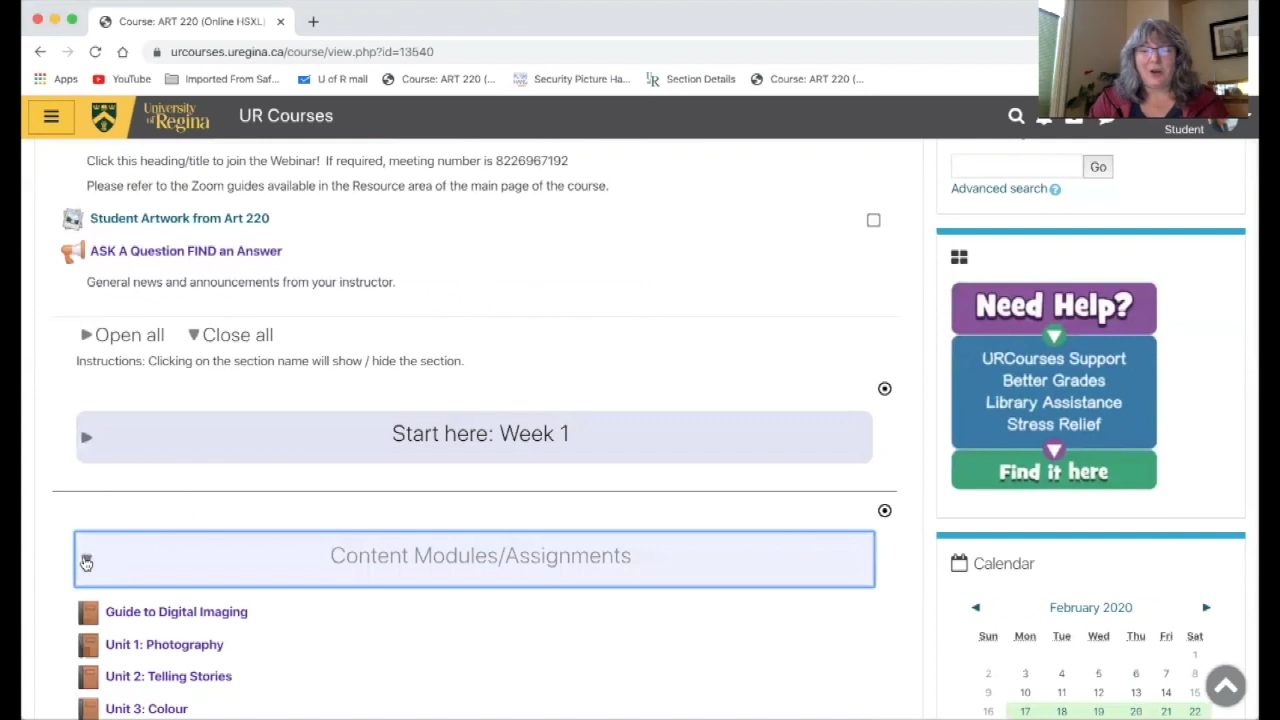 Course: ART 220 (Online HSXL)
urcourses.uregina.ca/course/view.php?id=13540
Apps YouTube Imported From Saf... U of R mail Course: ART 220 (... Security Picture Ha... Section Details Course: ART 220 (...
University of Regina
UR Courses
Student
Click this heading/title to join the Webinar! If required, meeting number is 8226967192
Please refer to the Zoom guides available in the Resource area of the main page of the course.
Student Artwork from Art 220
ASK A Question FIND an Answer
General news and announcements from your instructor.
Open all Close all
Instructions: Clicking on the section name will show / hide the section.
Start here: Week 1
Content Modules/Assignments
Guide to Digital Imaging
Unit 1: Photography
Unit 2: Telling Stories
Unit 3: Colour
Go
Advanced search
Need Help?
URCourses Support
Better Grades
Library Assistance
Stress Relief
Find it here
Calendar
February 2020
Sun Mon Tue Wed Thu Fri Sat
1
2 3 4 5 6 7 8
9 10 11 12 13 14 15
16 17 18 19 20 21 22